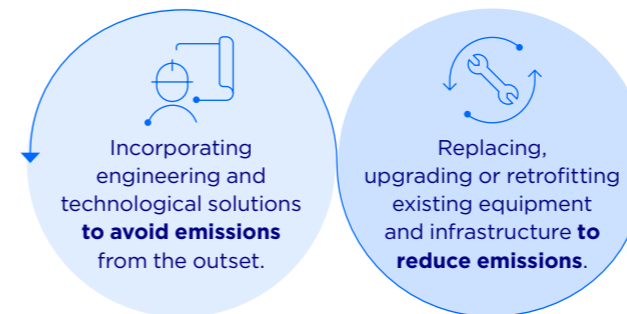 Incorporating
engineering and
technological solutions
to avoid emissions
from the outset.
Replacing,
upgrading or retrofitting
existing equipment
and infrastructure to
reduce emissions.